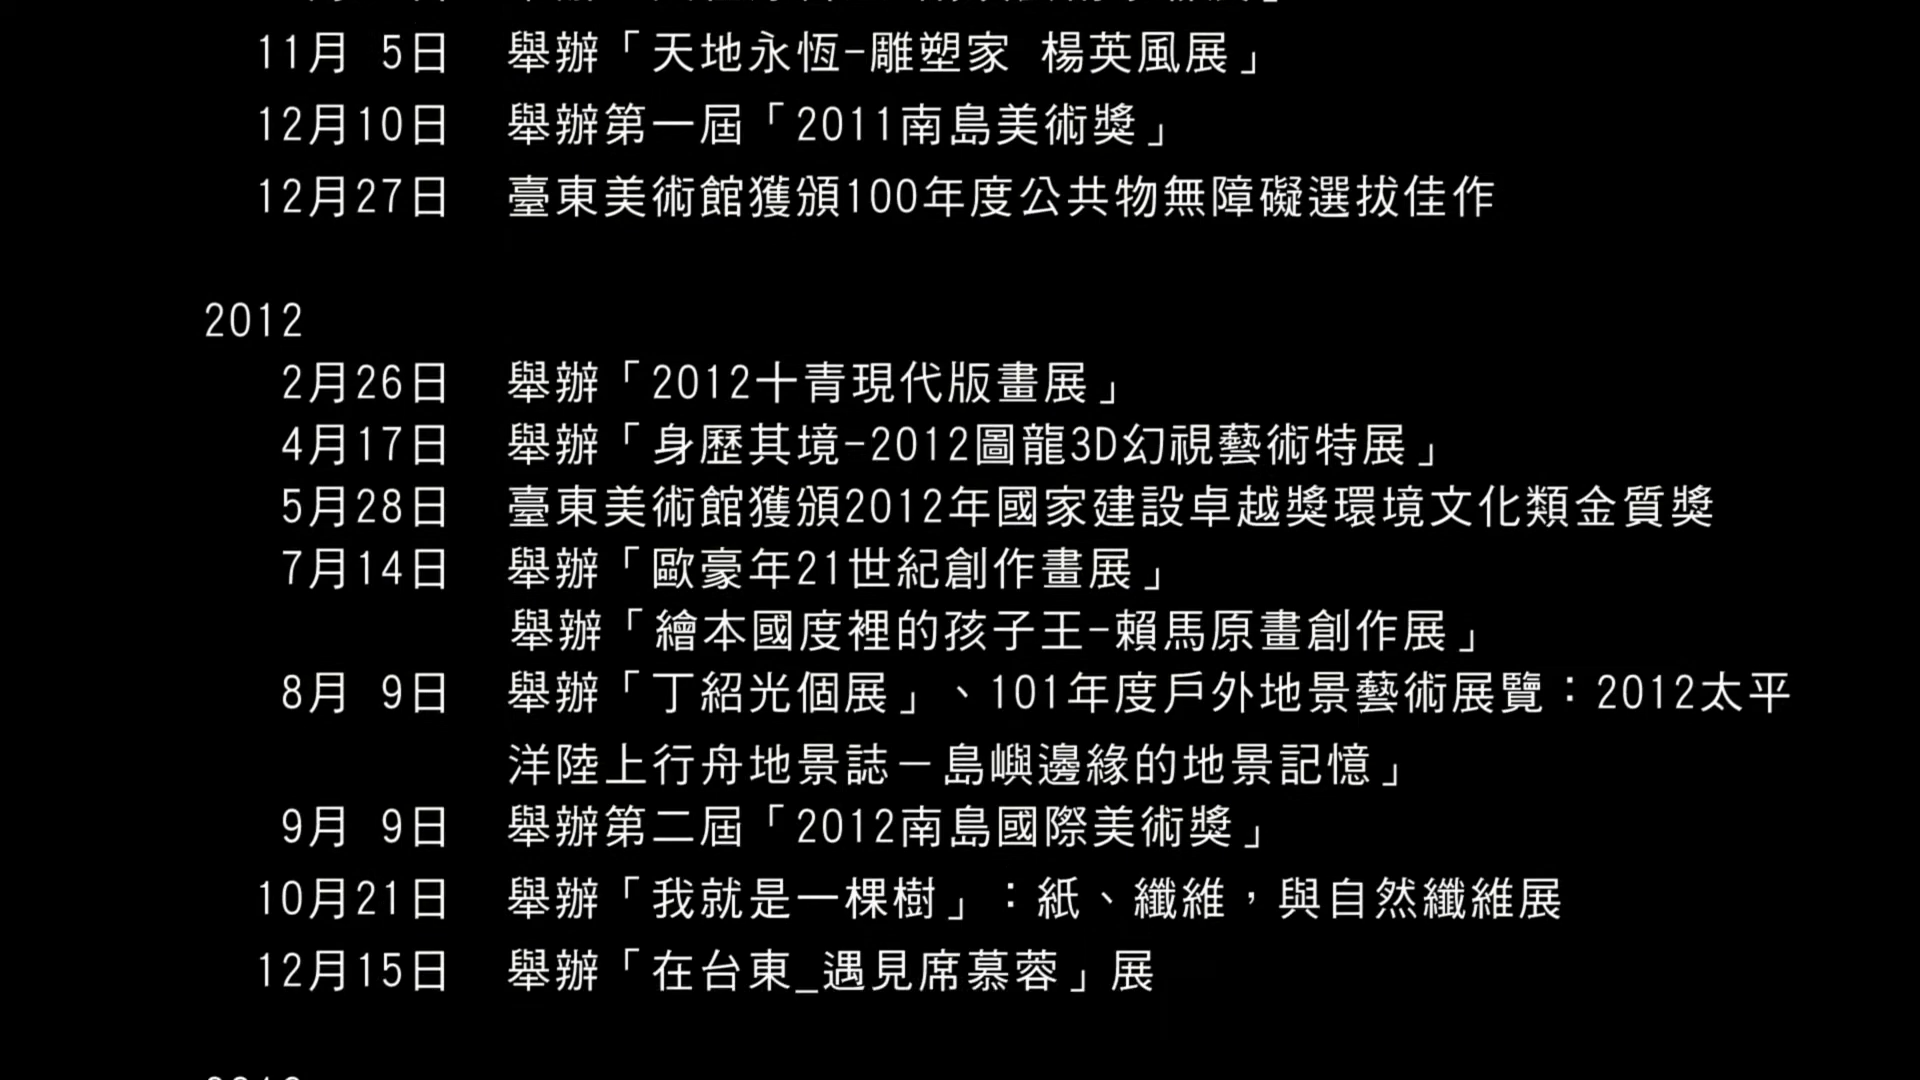 11月 5日 舉辦「天地永恆-雕塑家 楊英風展」
12月10日 舉辦第一屆「2011南島美術獎」
12月27日 臺東美術館獲頒100年度公共物無障礙選拔佳作
2012
2月26日 舉辦「2012十青現代版畫展」
4月17日 舉辦「身歷其境-2012圖龍3D幻視藝術特展」
5月28日 臺東美術館獲頒2012年國家建設卓越獎環境文化類金質獎
7月14日 舉辦「歐豪年21世紀創作畫展」
舉辦「繪本國度裡的孩子王-賴馬原畫創作展」
8月 9日 舉辦「丁紹光個展」、101年度戶外地景藝術展覽：2012太平
洋陸上行舟地景誌－島嶼邊緣的地景記憶」
9月 9日 舉辦第二屆「2012南島國際美術獎」
10月21日 舉辦「我就是一棵樹」：紙、纖維，與自然纖維展
12月15日 舉辦「在台東_遇見席慕蓉」展